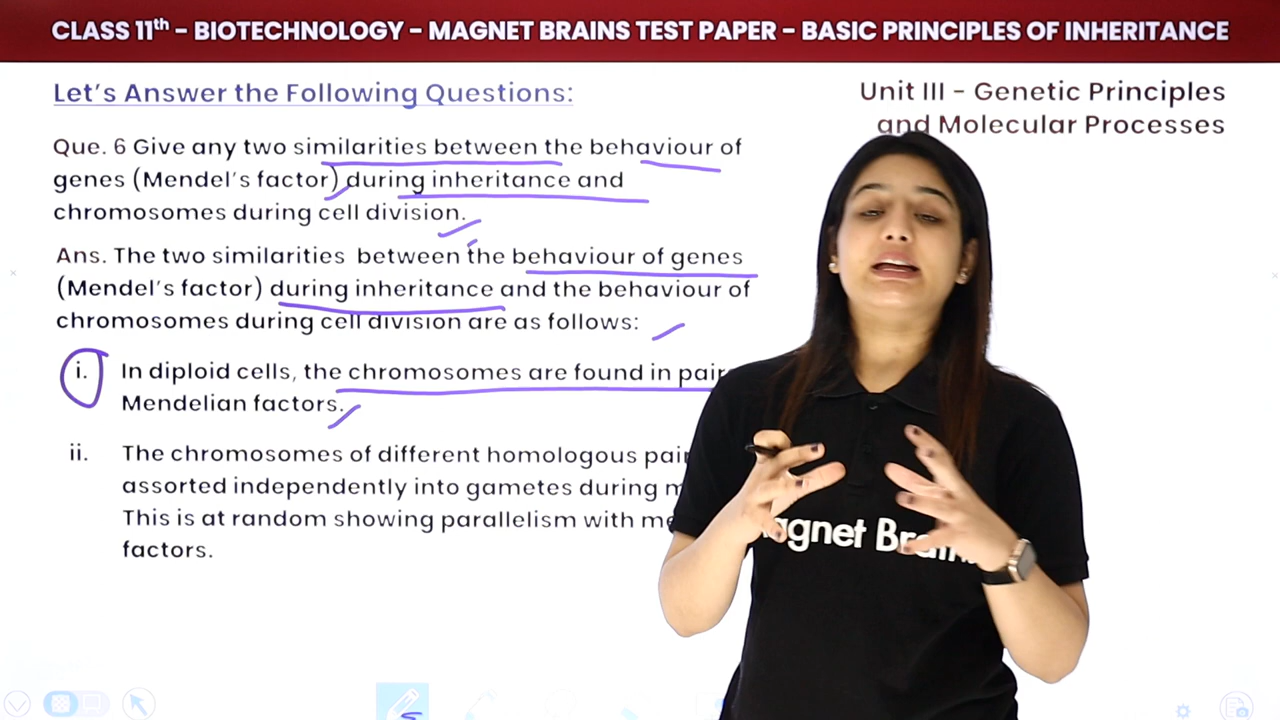 CLASS 11th - BIOTECHNOLOGY - MAGNET BRAINS TEST PAPER - BASIC PRINCIPLES OF INHERITANCE
Let's Answer the Following Questions:
Unit III - Genetic Principles
and Molecular Processes
Que. 6 Give any two similarities between the behaviour of
genes (Mendel's factor) during inheritance and
chromosomes during cell division.
Ans. The two similarities between the behaviour of genes
(Mendel's factor) during inheritance and the behaviour of
chromosomes during cell division are as follows:
i. In diploid cells, the chromosomes are found in
Mendelian factors.
ii. The chromosomes of different homologous
assorted independently into gametes during
This is at random showing parallelism with
factors.
Magnet